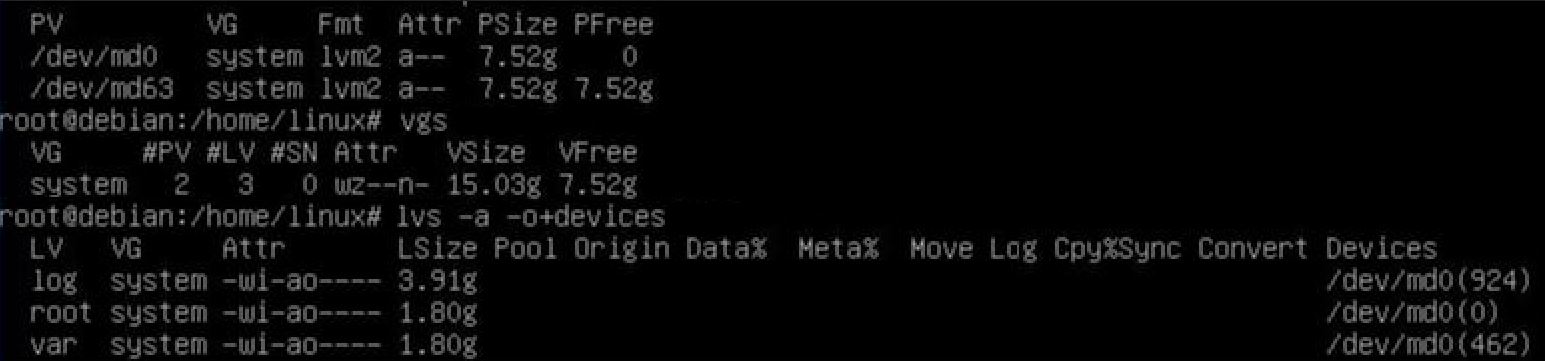 PV VG Fmt Attr PSize PFree
/dev/md0 system lvm2 a-- 7.52g 0
/dev/md63 system lvm2 a-- 7.52g 7.52g
root@debian:/home/linux# vgs
VG #PV #LV #SN Attr VSize VFree
system 2 3 0 wz--n- 15.03g 7.52g
root@debian:/home/linux# lvs -a -o+devices
LV VG Attr LSize Pool Origin Data% Meta% Move Log Cpy%Sync Convert Devices
log system -wi-ao---- 3.91g /dev/md0(924)
root system -wi-ao---- 1.80g /dev/md0(0)
var system -wi-ao---- 1.80g /dev/md0(462)